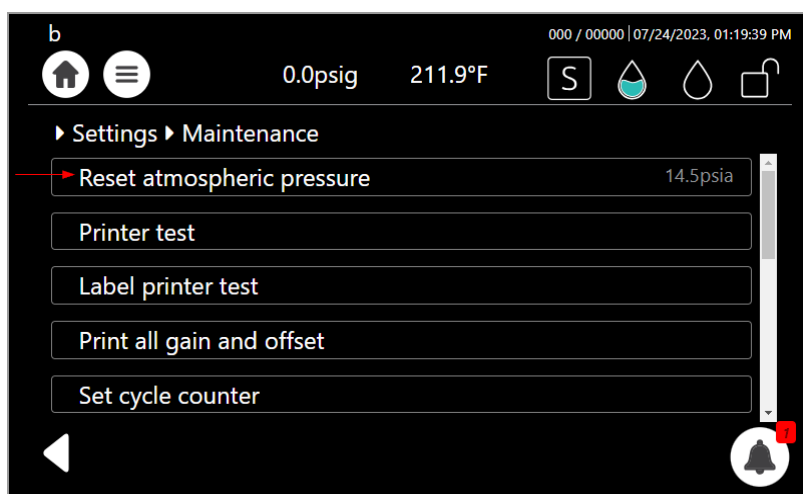 b
000 / 00000 | 07/24/2023, 01:19:39 PM
0.0psig 211.9°F S
Settings Maintenance
Reset atmospheric pressure 14.5psia
Printer test
Label printer test
Print all gain and offset
Set cycle counter
1